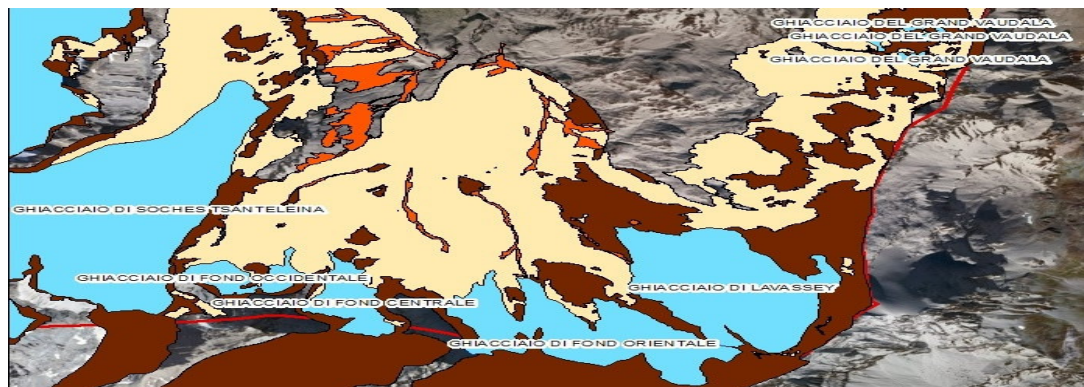 GHIACCIAIO DEL GRAND VAUDALA
GHIACCIAIO DEL GRAND VAUDALA
GHIACCIAIO DEL GRAND VAUDALA
GHIACCIAIO DI SOCHES TSANTELEINA
GHIACCIAIO DI FOND OCCIDENTALE
GHIACCIAIO DI LAVASSEY
GHIACCIAIO DI FOND CENTRALE
GHIACCIAIO DI FOND ORIENTALE